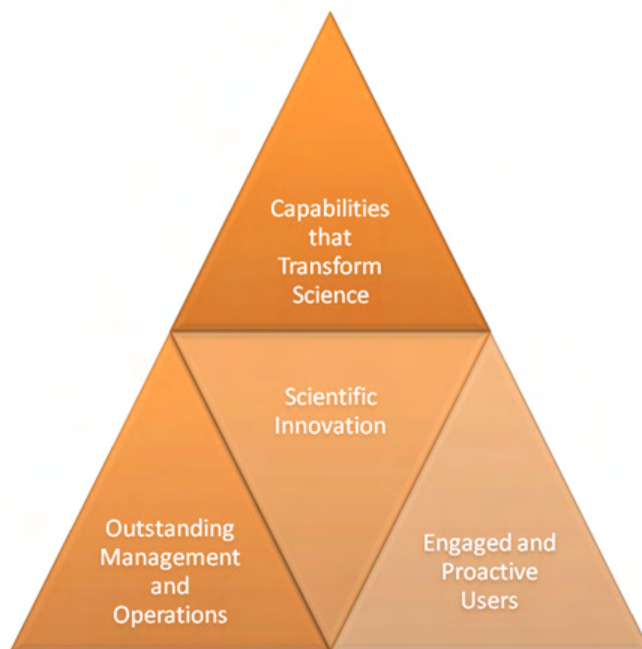 Capabilities
that
Transform
Science
Scientific
Innovation
Outstanding
Management
and
Operations
Engaged and
Proactive
Users